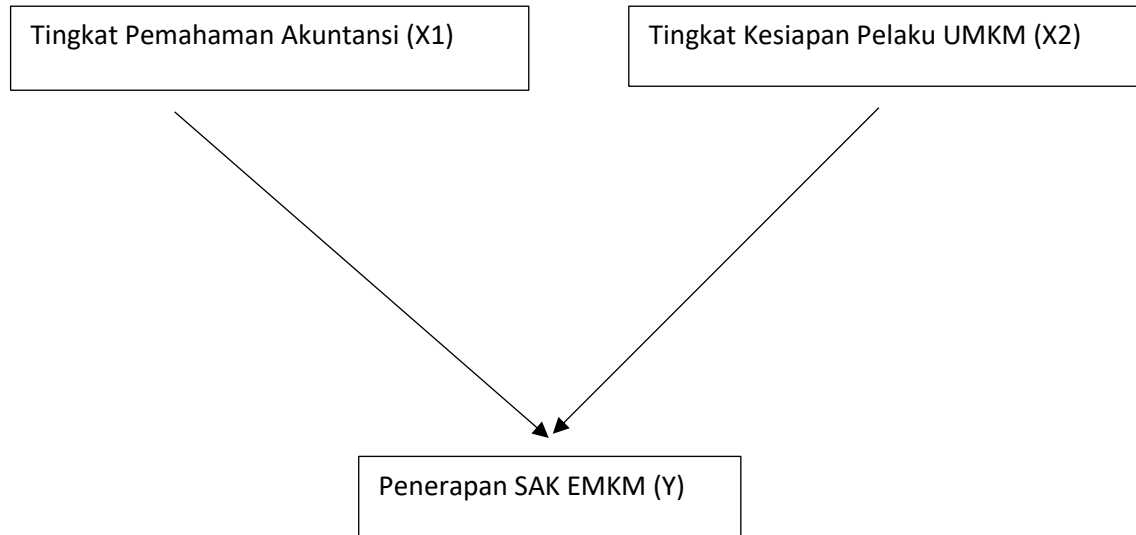 Tingkat Pemahaman Akuntansi (X1)
Tingkat Kesiapan Pelaku UMKM (X2)
Penerapan SAK EMKM (Y)